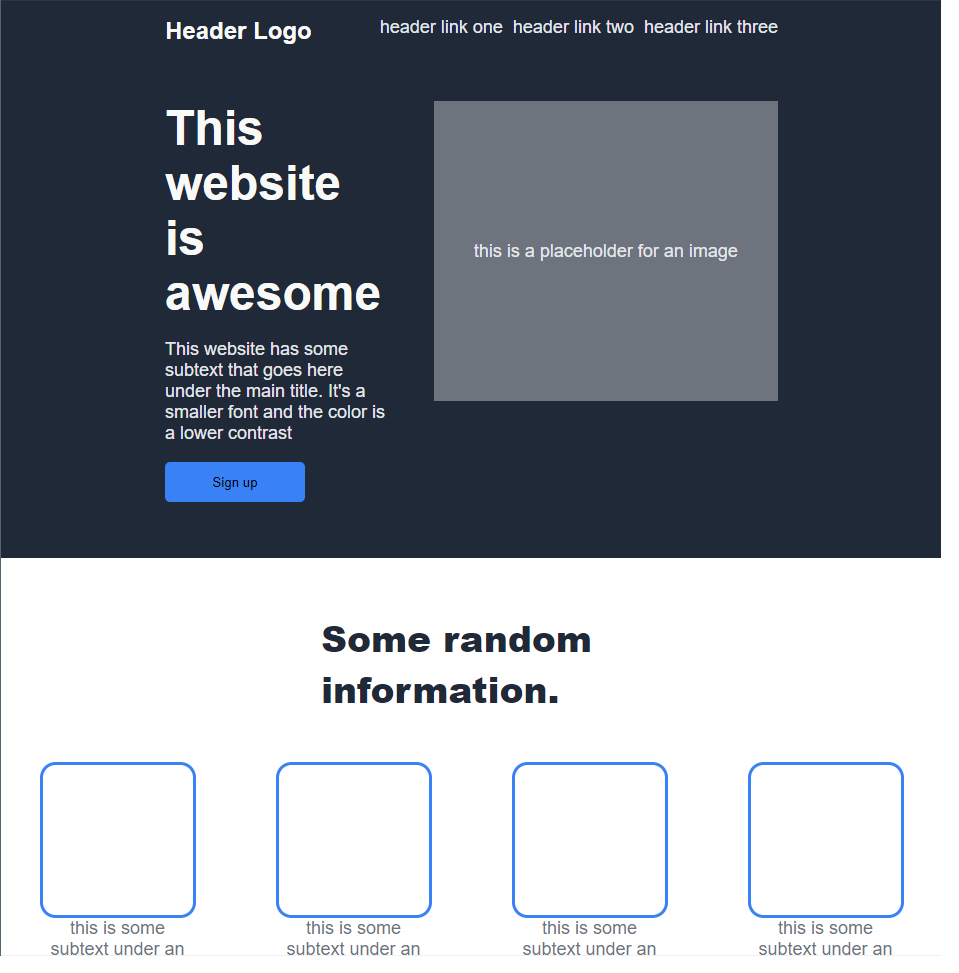 Header Logo
header link one header link two header link three
This
website
is
awesome
This website has some
subtext that goes here
under the main title. It's a
smaller font and the color is
a lower contrast
Sign up
this is a placeholder for an image
Some random
information.
this is some
subtext under an
this is some
subtext under an
this is some
subtext under an
this is some
subtext under an